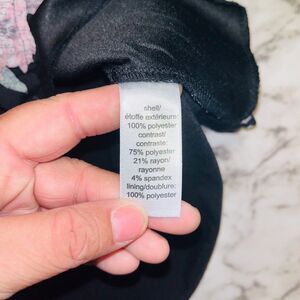 shell/
étoffe extérieure:
100% polyester
contrast/
contraste:
75% polyester
21% rayon/
rayonne
4% spandex
lining/doublure:
100% polyester